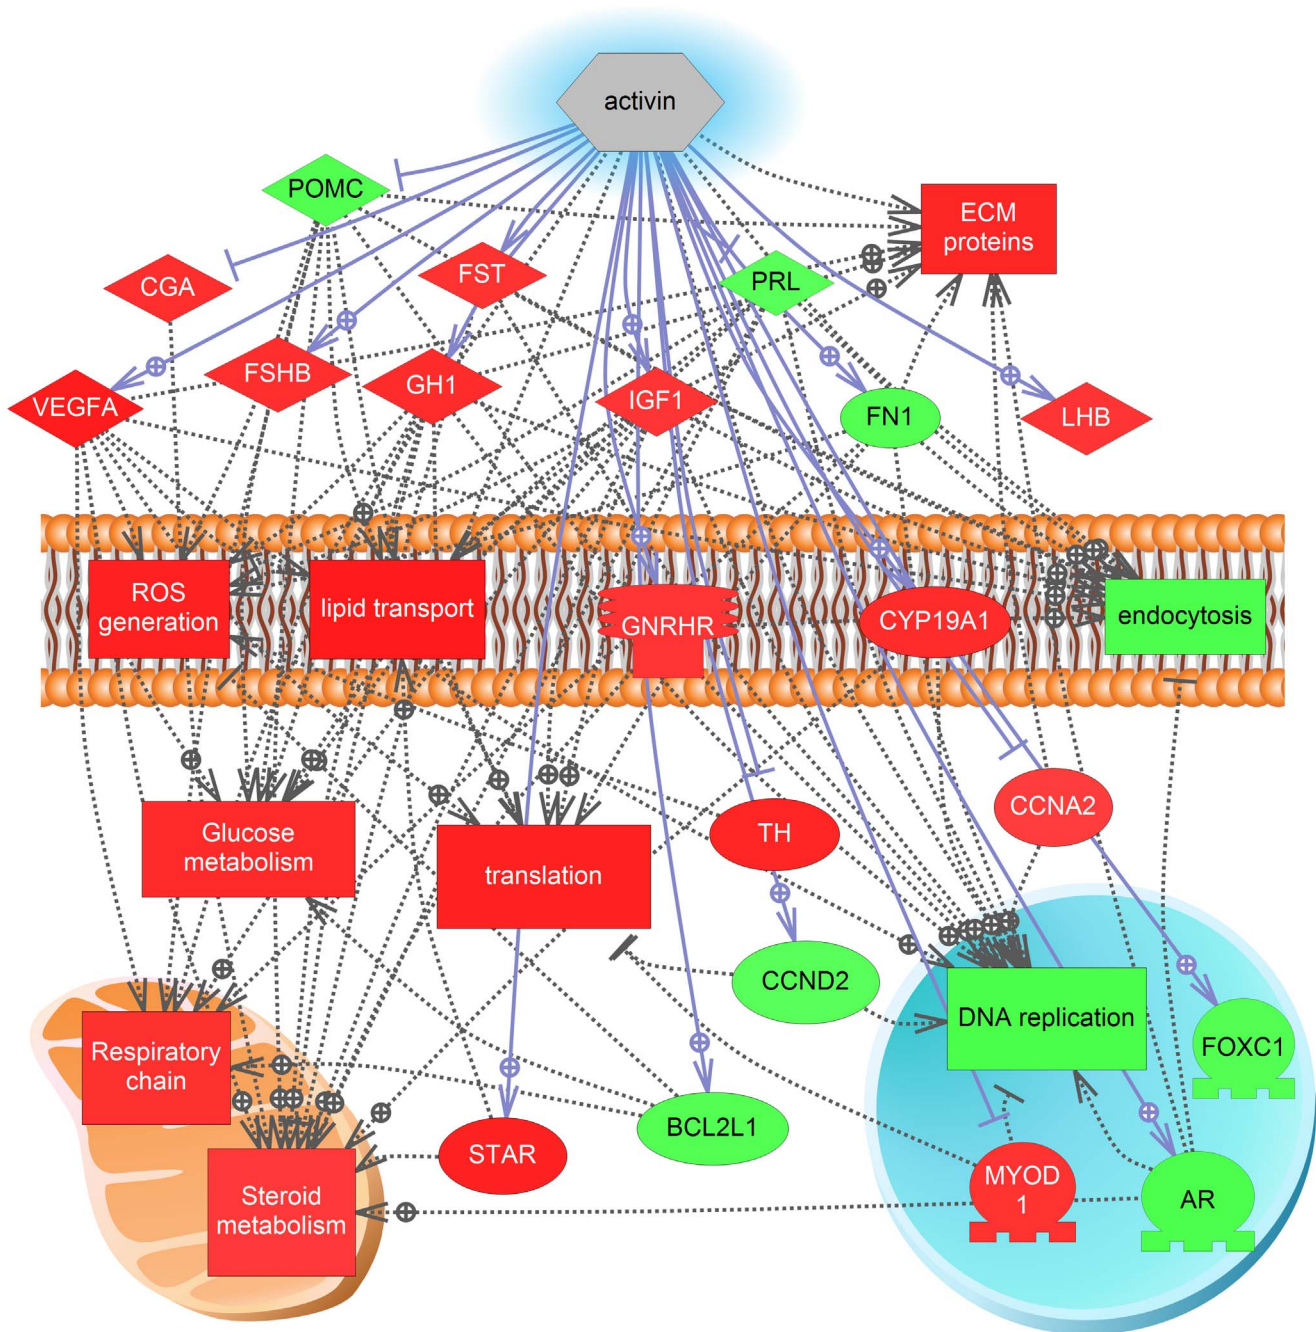 activin
POMC
ECM
proteins
CGA
FST
PRL
VEGFA
FSHB
GH1
IGF1
FN1
LHB
ROS
generation
lipid transport
GNRHR
CYP19A1
endocytosis
Glucose
metabolism
translation
TH
CCNA2
CCND2
DNA replication
FOXC1
Respiratory
chain
BCL2L1
STAR
Steroid
metabolism
MYOD
1
AR